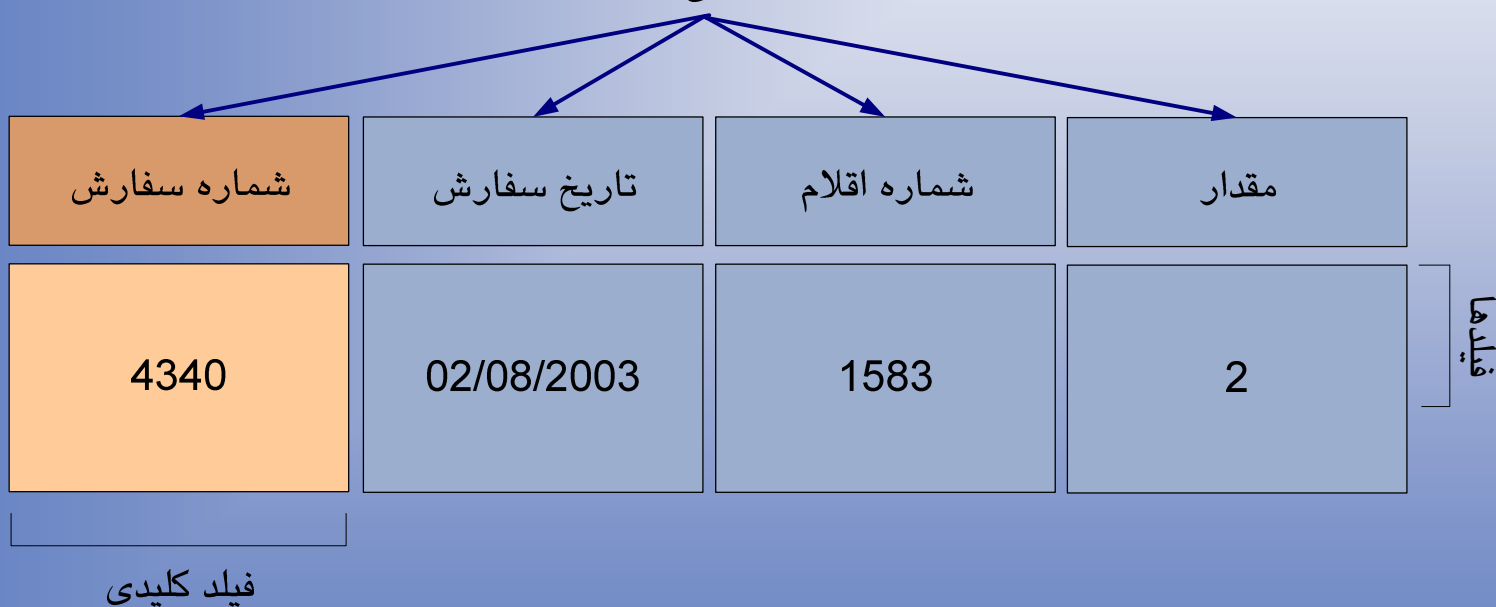 شماره سفارش
تاریخ سفارش
شماره اقلام
مقدار
4340
02/08/2003
1583
2
فیلدها
فیلد کلیدی